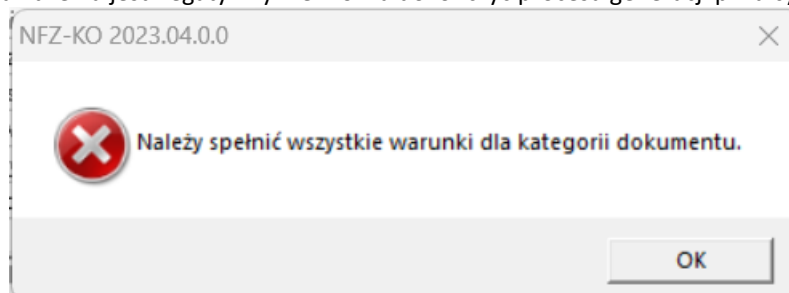 NFZ-KO 2023.04.0.0
Należy spełnić wszystkie warunki dla kategorii dokumentu.
OK